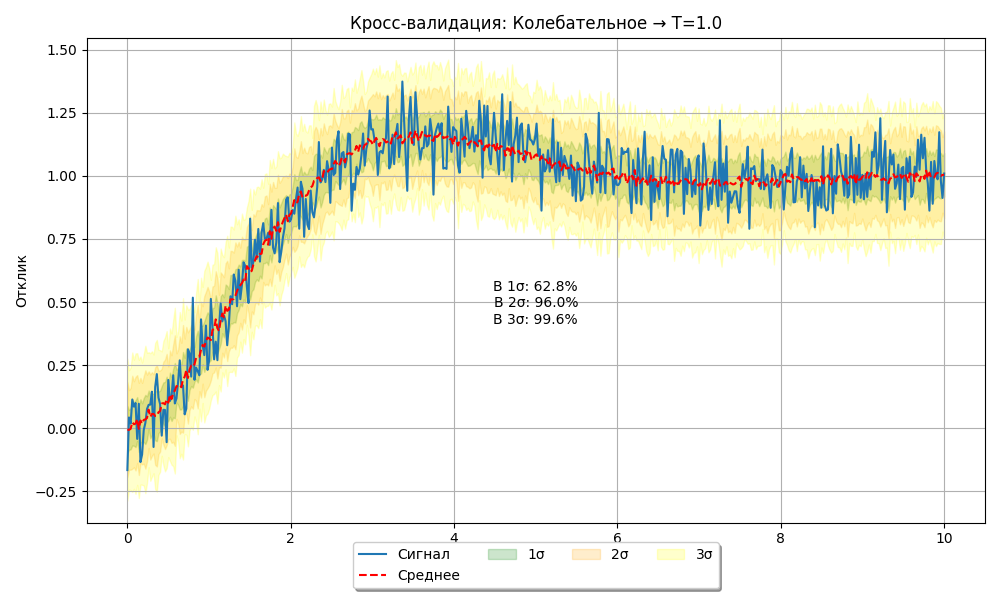 Кросс-валидация: Колебательное → T=1.0
Отклик
1.50
1.25
1.00
0.75
0.50
0.25
0.00
−0.25
В 1σ: 62.8%
В 2σ: 96.0%
В 3σ: 99.6%
0 2 4 6 8 10
Сигнал 1σ 2σ 3σ
Среднее